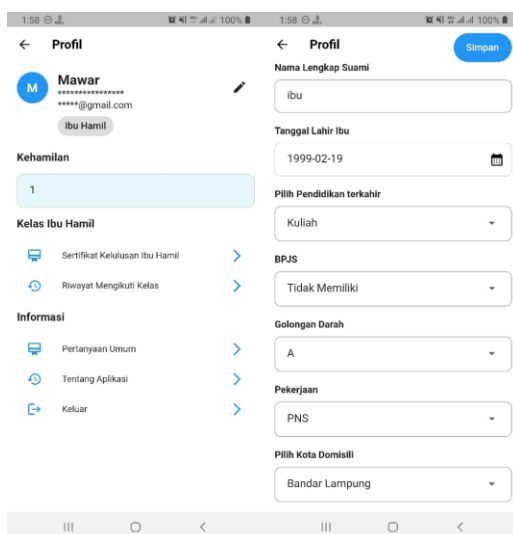 1:58
100%
Profil
M
Mawar
****************
*****@gmail.com
Ibu Hamil
Kehamilan
1
Kelas Ibu Hamil
Sertifikat Kelulusan Ibu Hamil
Riwayat Mengikuti Kelas
Informasi
Pertanyaan Umum
Tentang Aplikasi
Keluar
1:58
100%
Profil
Simpan
Nama Lengkap Suami
ibu
Tanggal Lahir Ibu
1999-02-19
Pilih Pendidikan terkahir
Kuliah
BPJS
Tidak Memiliki
Golongan Darah
A
Pekerjaan
PNS
Pilih Kota Domisili
Bandar Lampung